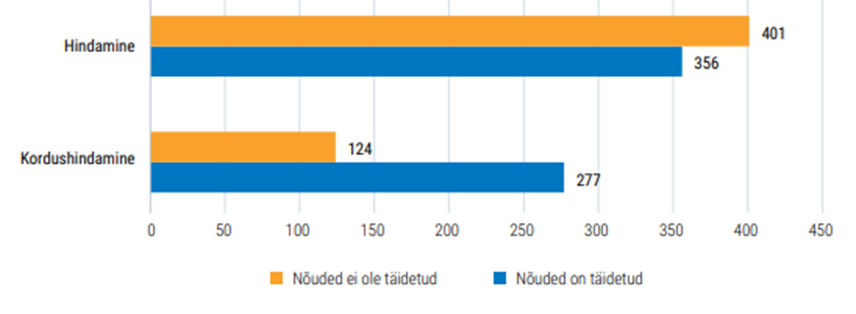 Hindamine
401
356
Kordushindamine
124
277
0 50 100 150 200 250 300 350 400 450
Nõuded ei ole täidetud Nõuded on täidetud